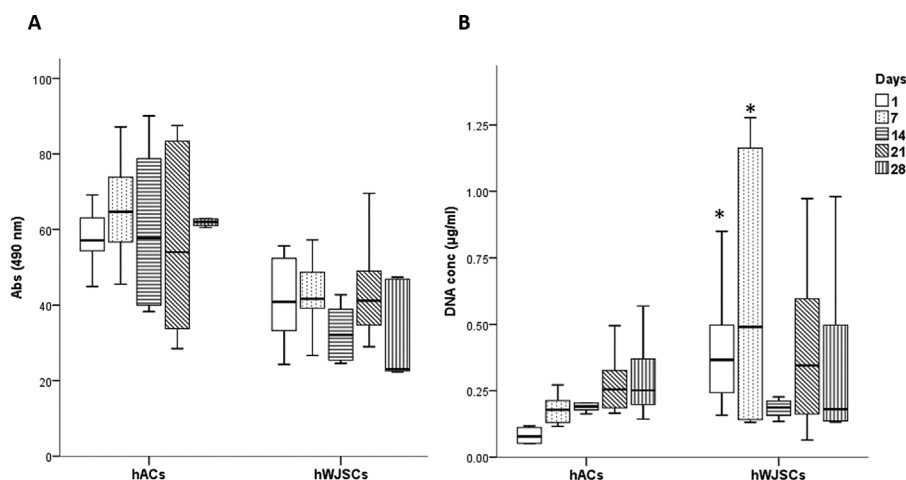 A
Abs (490 nm)
100
80
60
40
20
0
hACs
hWJSCs
B
DNA conc (µg/ml)
1.25
1.00
0.75
0.50
0.25
0.00
*
*
hACs
hWJSCs
Days
1
7
14
21
28